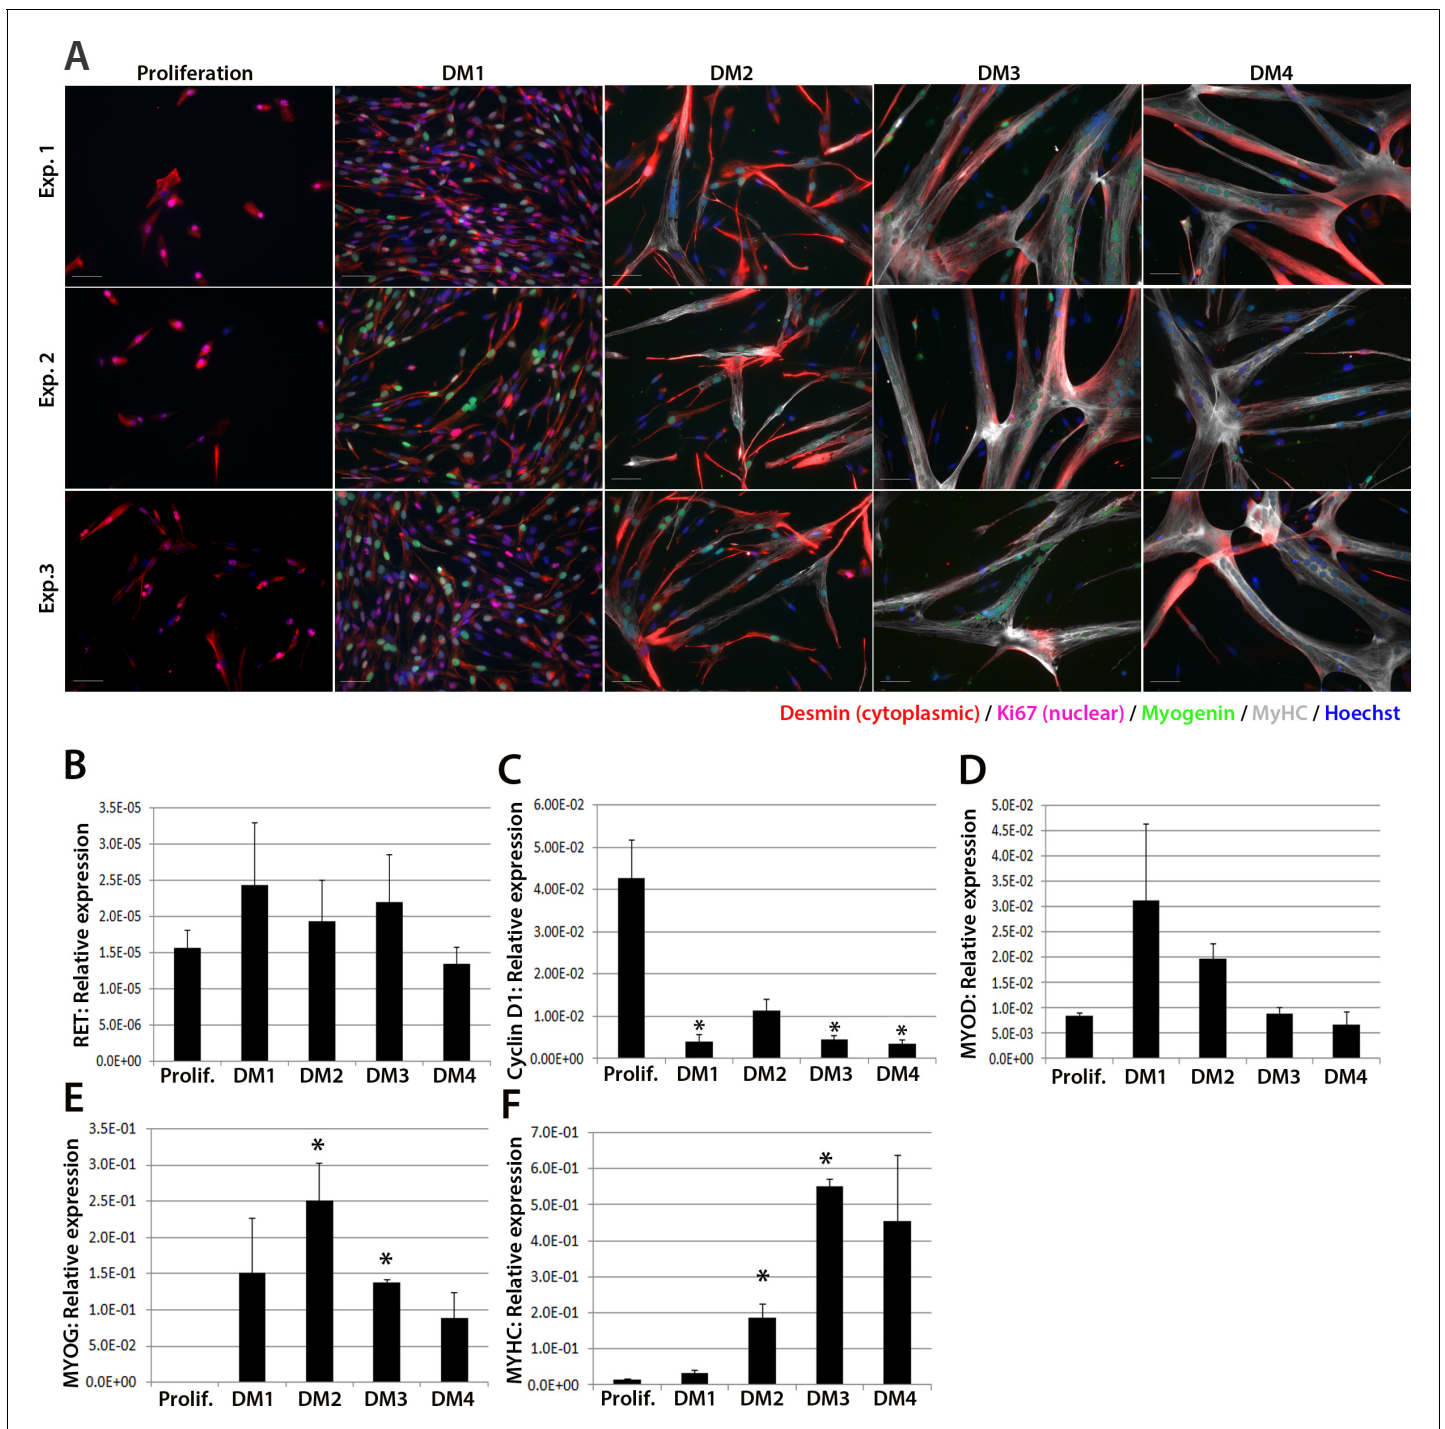 A
Proliferation DM1 DM2 DM3 DM4
Exp. 1
Exp. 2
Exp.3
Desmin (cytoplasmic) / Ki67 (nuclear) / Myogenin / MyHC / Hoechst
B
RET: Relative expression
3.5E-05
3.0E-05
2.5E-05
2.0E-05
1.5E-05
1.0E-05
5.0E-06
0.0E+00
Prolif. DM1 DM2 DM3 DM4
C
Cyclin D1: Relative expression
6.00E-02
5.00E-02
4.00E-02
3.00E-02
2.00E-02
1.00E-02
0.00E+00
* * *
Prolif. DM1 DM2 DM3 DM4
D
MYOD: Relative expression
5.0E-02
4.5E-02
4.0E-02
3.5E-02
3.0E-02
2.5E-02
2.0E-02
1.5E-02
1.0E-02
5.0E-03
0.0E+00
Prolif. DM1 DM2 DM3 DM4
E
MYOG: Relative expression
3.5E-01
3.0E-01
2.5E-01
2.0E-01
1.5E-01
1.0E-01
5.0E-02
0.0E+00
* *
Prolif. DM1 DM2 DM3 DM4
F
MYHC: Relative expression
7.0E-01
6.0E-01
5.0E-01
4.0E-01
3.0E-01
2.0E-01
1.0E-01
0.0E+00
* *
Prolif. DM1 DM2 DM3 DM4